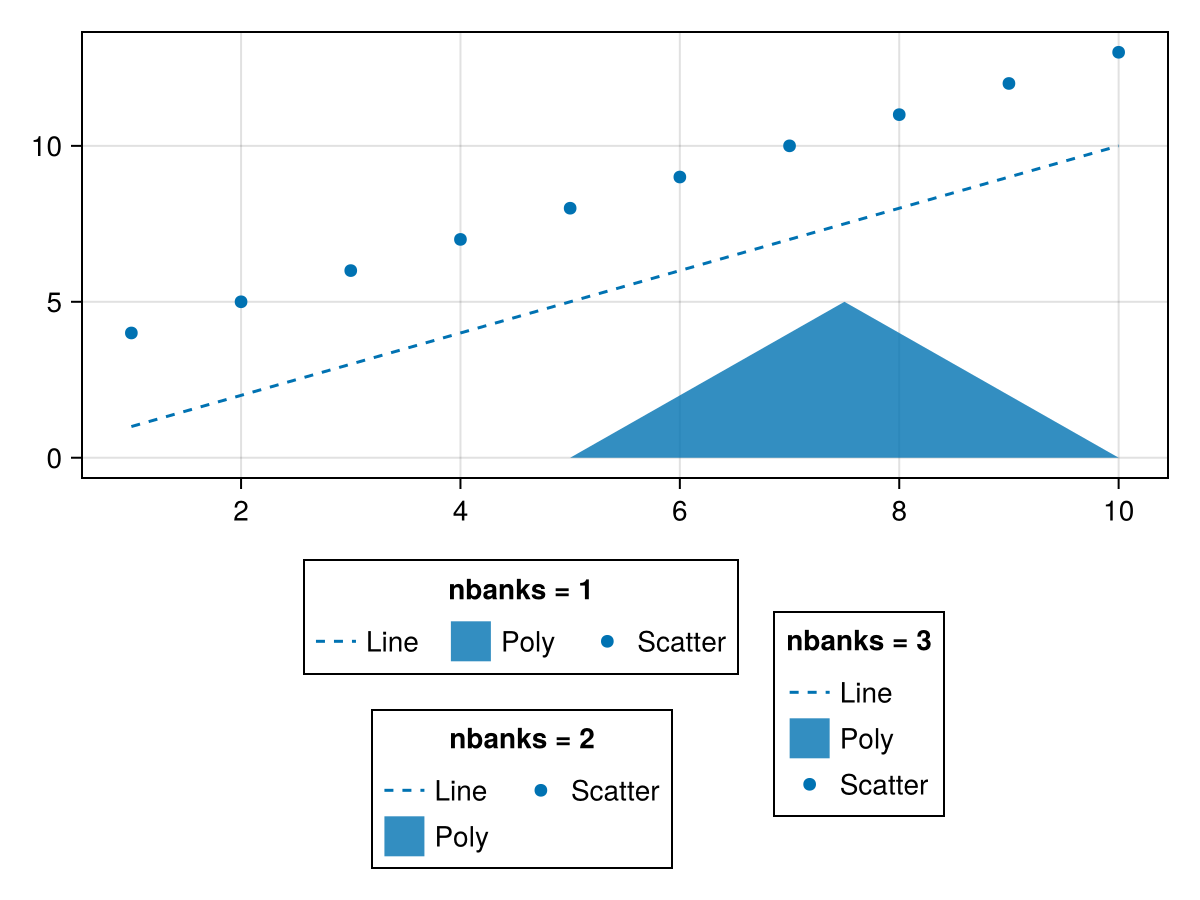 10
5
0
2 4 6 8 10
nbanks = 1
Line Poly Scatter
nbanks = 2
Line Scatter
Poly
nbanks = 3
Line
Poly
Scatter